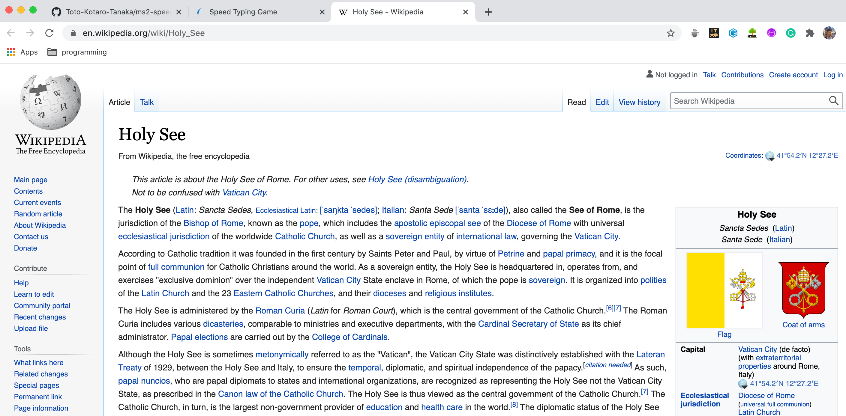 Toto-Kotaro-Tanaka/ms2-spee
Speed Typing Game
Holy See - Wikipedia
en.wikipedia.org/wiki/Holy_See
Apps
programming
Not logged in Talk Contributions Create account Log in
Article Talk
Read Edit View history
Search Wikipedia
WIKIPEDIA
The Free Encyclopedia
Main page
Contents
Current events
Random article
About Wikipedia
Contact us
Donate
Contribute
Help
Learn to edit
Community portal
Recent changes
Upload file
Tools
What links here
Related changes
Special pages
Permanent link
Page information
Holy See
From Wikipedia, the free encyclopedia
Coordinates: 41°54.2′N 12°27.2′E
This article is about the Holy See of Rome. For other uses, see Holy See (disambiguation).
Not to be confused with Vatican City.
The Holy See (Latin: Sancta Sedes, Ecclesiastical Latin: [ˈsaŋkta ˈsedes]; Italian: Santa Sede [ˈsanta ˈsɛːde]), also called the See of Rome, is the
jurisdiction of the Bishop of Rome, known as the pope, which includes the apostolic episcopal see of the Diocese of Rome with universal
ecclesiastical jurisdiction of the worldwide Catholic Church, as well as a sovereign entity of international law, governing the Vatican City.
According to Catholic tradition it was founded in the first century by Saints Peter and Paul, by virtue of Petrine and papal primacy, and it is the focal
point of full communion for Catholic Christians around the world. As a sovereign entity, the Holy See is headquartered in, operates from, and
exercises "exclusive dominion" over the independent Vatican City State enclave in Rome, of which the pope is sovereign. It is organized into polities
of the Latin Church and the 23 Eastern Catholic Churches, and their dioceses and religious institutes.
The Holy See is administered by the Roman Curia (Latin for Roman Court), which is the central government of the Catholic Church.[6][7] The Roman
Curia includes various dicasteries, comparable to ministries and executive departments, with the Cardinal Secretary of State as its chief
administrator. Papal elections are carried out by the College of Cardinals.
Although the Holy See is sometimes metonymically referred to as the "Vatican", the Vatican City State was distinctively established with the Lateran
Treaty of 1929, between the Holy See and Italy, to ensure the temporal, diplomatic, and spiritual independence of the papacy.[citation needed] As such,
papal nuncios, who are papal diplomats to states and international organizations, are recognized as representing the Holy See not the Vatican City
State, as prescribed in the Canon law of the Catholic Church. The Holy See is thus viewed as the central government of the Catholic Church.[7] The
Catholic Church, in turn, is the largest non-government provider of education and health care in the world.[8] The diplomatic status of the Holy See
Holy See
Sancta Sedes (Latin)
Santa Sede (Italian)
Flag
Coat of arms
Capital
Vatican City (de facto)
(with extraterritorial
properties around Rome,
Italy)
41°54.2′N 12°27.2′E
Ecclesiastical
jurisdiction
Diocese of Rome
(universal full communion)
Latin Church